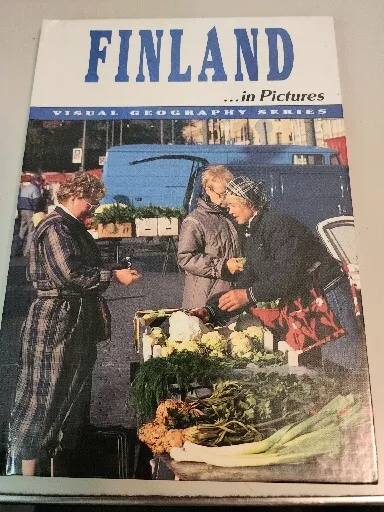 FINLAND
...in Pictures
VISUAL GEOGRAPHY SERIES